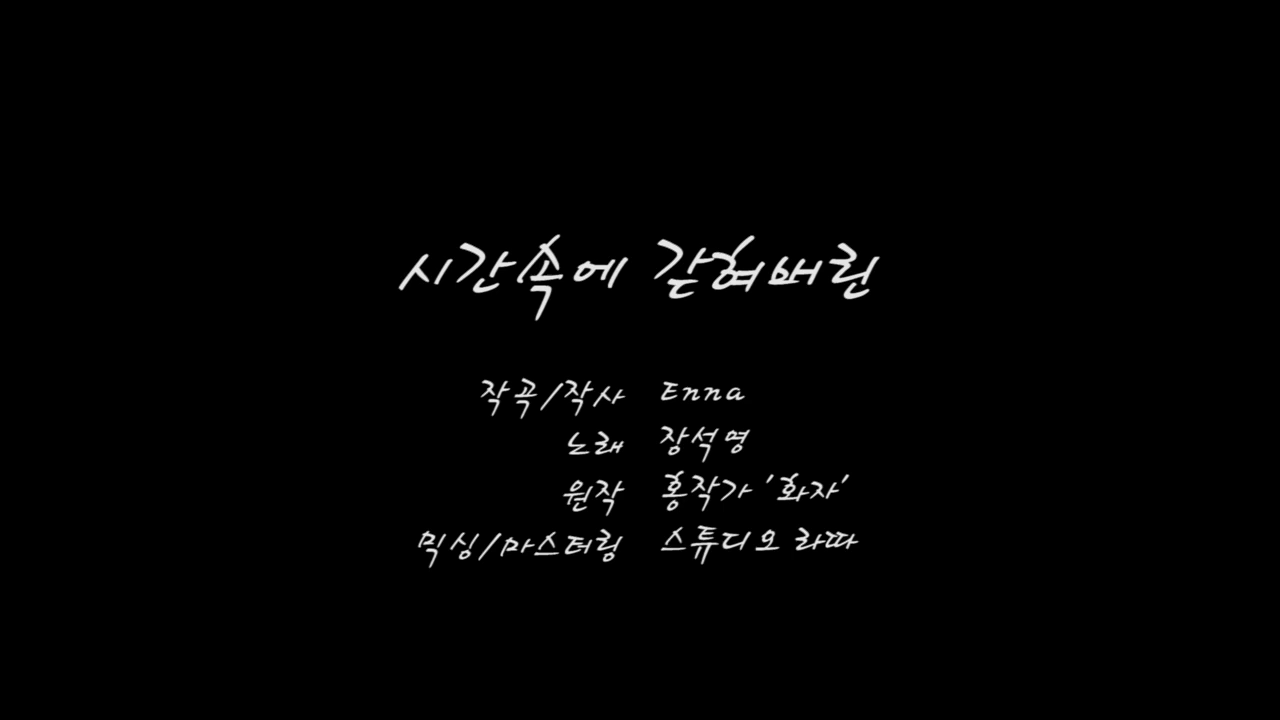 시간속에 갇혀버린
작곡/작사 Enna
노래 장석명
원작 홍작가 '화자'
믹싱/마스터링 스튜디오 라따